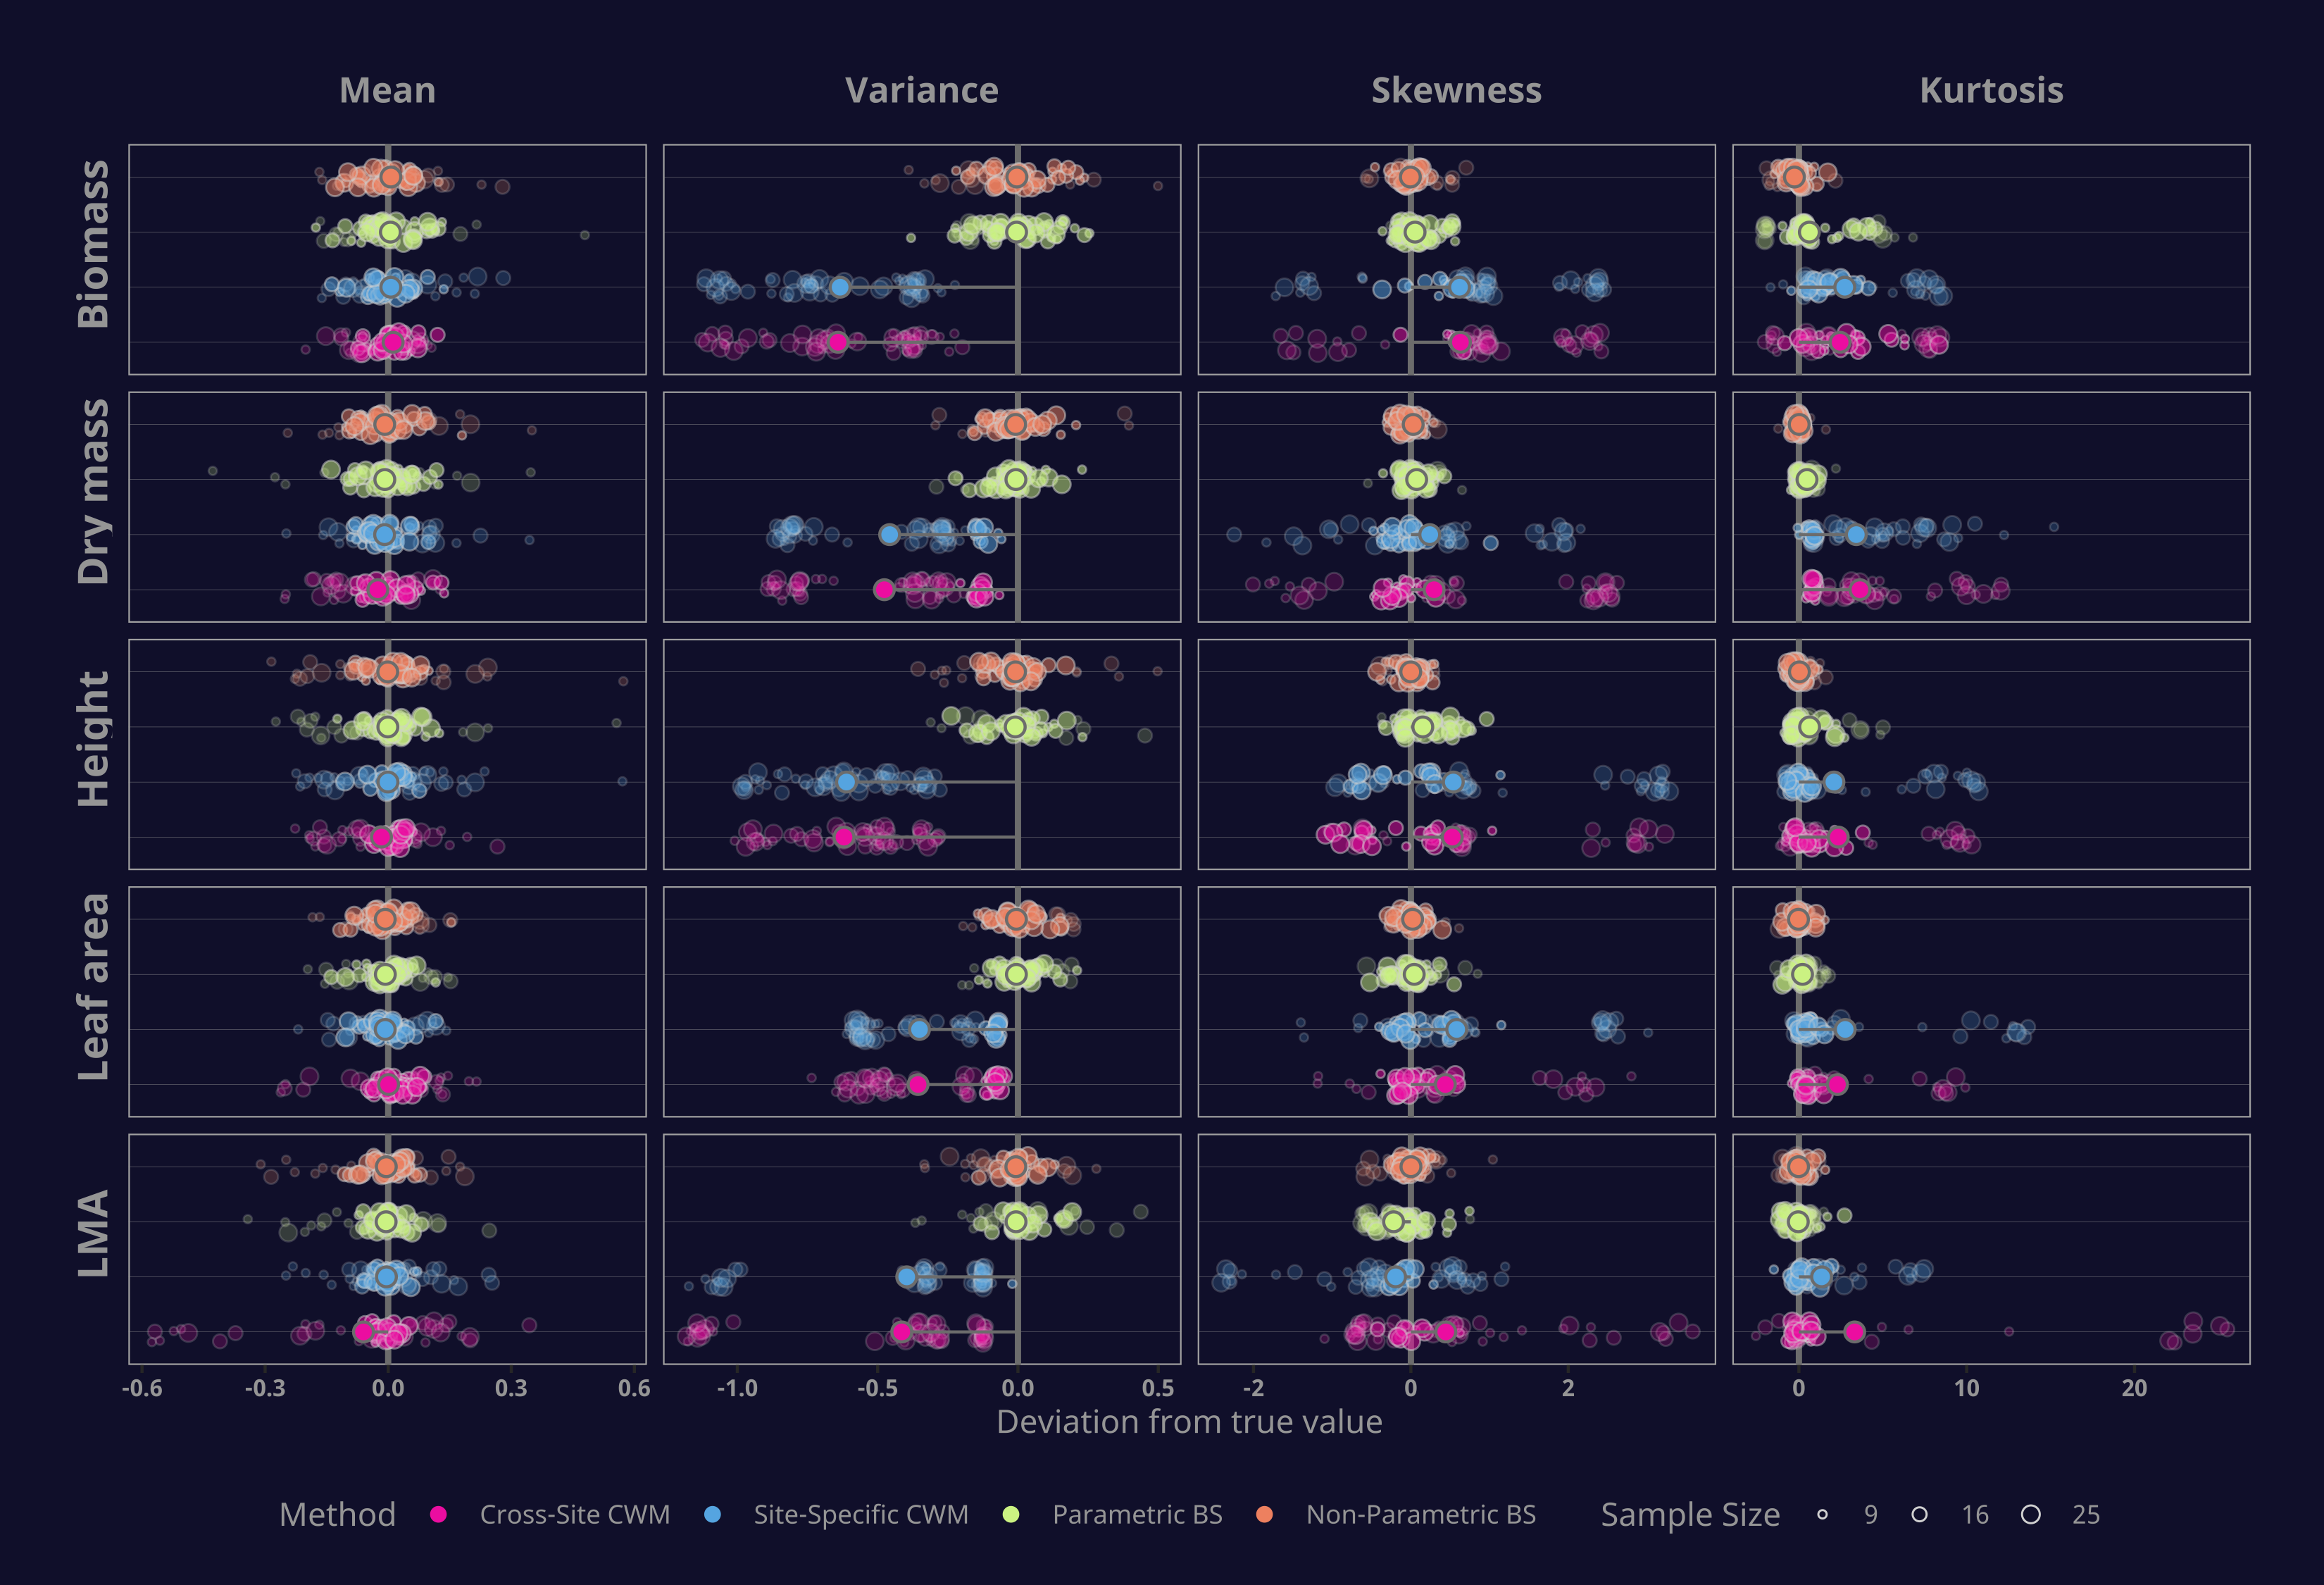 Mean Variance Skewness Kurtosis
Biomass
Dry mass
Height
Leaf area
LMA
-0.6 -0.3 0.0 0.3 0.6 -1.0 -0.5 0.0 0.5 -2 0 2 0 10 20
Deviation from true value
Method Cross-Site CWM Site-Specific CWM Parametric BS Non-Parametric BS Sample Size 9 16 25